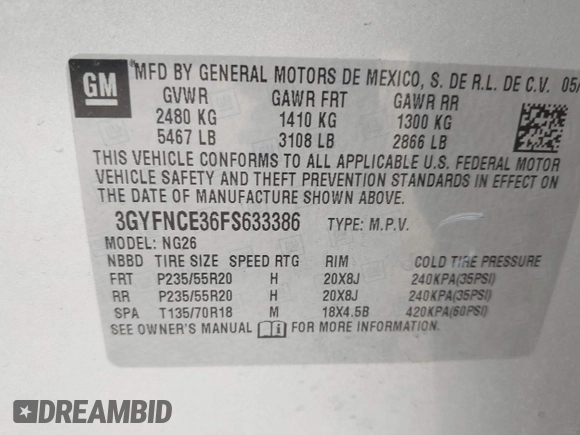 GM MFD BY GENERAL MOTORS DE MEXICO, S. DE R.L. DE C.V. 05/
GVWR GAWR FRT GAWR RR
2480 KG 1410 KG 1300 KG
5467 LB 3108 LB 2866 LB
THIS VEHICLE CONFORMS TO ALL APPLICABLE U.S. FEDERAL MOTOR
VEHICLE SAFETY AND THEFT PREVENTION STANDARDS IN EFFECT ON
THE DATE OF MANUFACTURE SHOWN ABOVE.
3GYFNCE36FS633386 TYPE: M.P.V.
MODEL: NG26
NBBD TIRE SIZE SPEED RTG RIM COLD TIRE PRESSURE
FRT P235/55R20 H 20X8J 240KPA(35PSI)
RR P235/55R20 H 20X8J 240KPA(35PSI)
SPA T135/70R18 M 18X4.5B 420KPA(60PSI)
SEE OWNER'S MANUAL FOR MORE INFORMATION.
DREAMBID